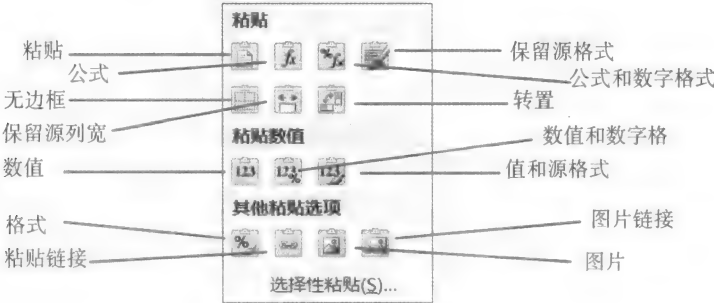 粘贴
粘贴
保留源格式
公式
公式和数字格式
无边框
转置
保留源列宽
粘贴数值
数值和数字格
数值
值和源格式
其他粘贴选项
格式
图片链接
粘贴链接
图片
选择性粘贴(S)...